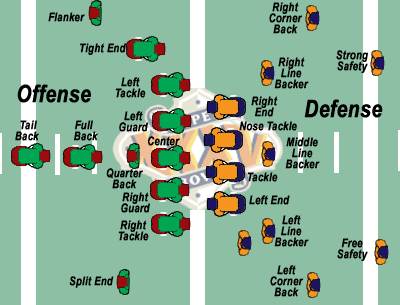 Flanker
Right
Corner
Back
Tight End
Strong
Safety
Right
Line
Backer
Left
Tackle
Offense
Right
End
Defense
Left
Guard
Tail
Back
Full
Back
Nose Tackle
Center
Middle
Line
Backer
Quarter
Back
Tackle
Right
Guard
Left End
Right
Tackle
Left
Line
Backer
Free
Safety
Split End
Left
Corner
Back